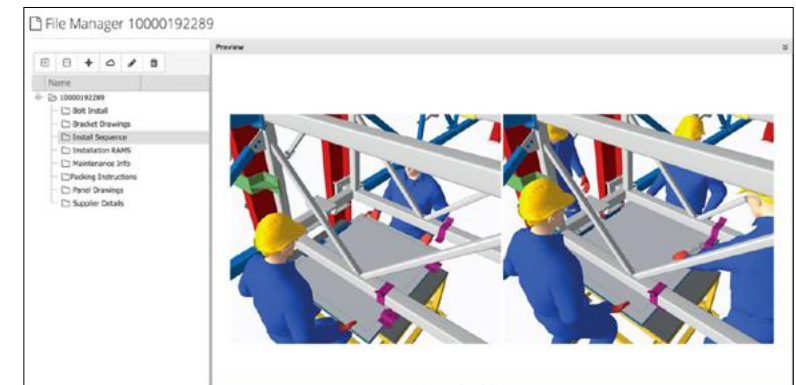 File Manager 10000192289
Preview
Name
10000192289
Bolt Install
Bracket Drawings
Install Sequence
Installation RAMS
Maintenance Info
Packing Instructions
Panel Drawings
Supplier Details